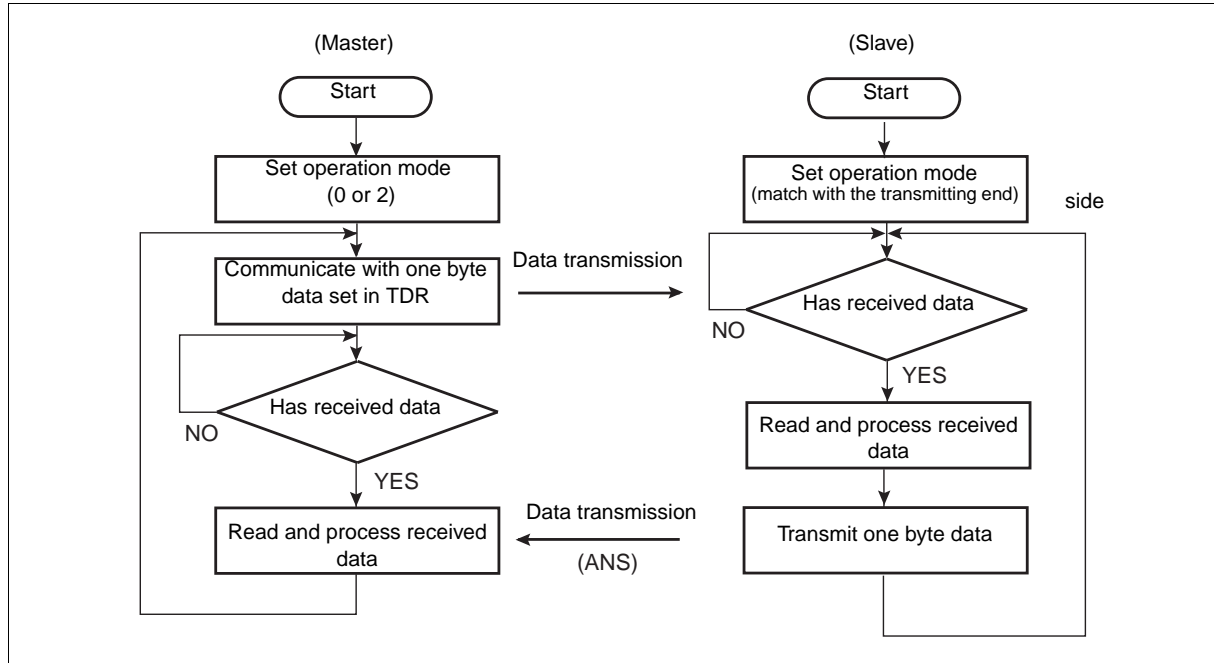 (Master)
Start
Set operation mode
(0 or 2)
Communicate with one byte
data set in TDR
Has received data
NO
YES
Read and process received
data
Data transmission
Data transmission
(ANS)
(Slave)
Start
Set operation mode
(match with the transmitting end)
side
Has received data
NO
YES
Read and process received
data
Transmit one byte data